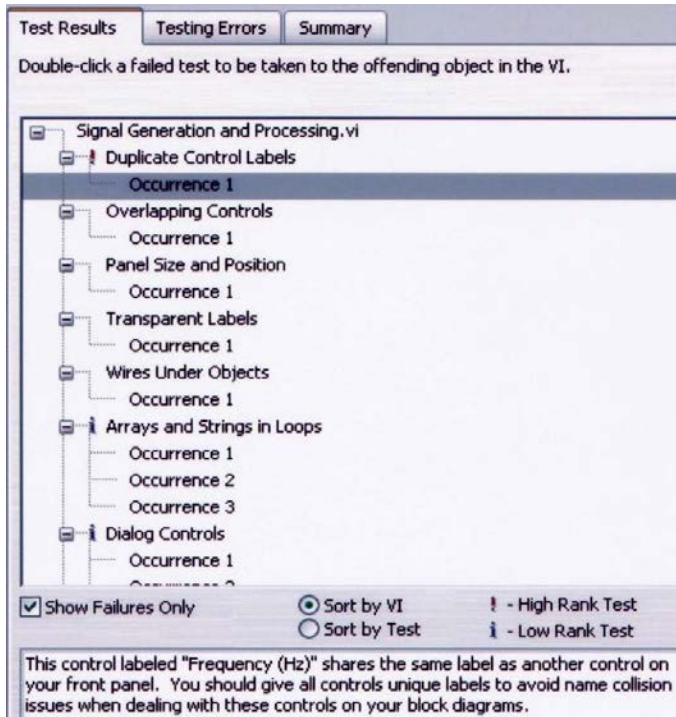 Test Results
Testing Errors
Summary
Double-click a failed test to be taken to the offending object in the VI.
Signal Generation and Processing.vi
! Duplicate Control Labels
Occurrence 1
Overlapping Controls
Occurrence 1
Panel Size and Position
Occurrence 1
Transparent Labels
Occurrence 1
Wires Under Objects
Occurrence 1
i Arrays and Strings in Loops
Occurrence 1
Occurrence 2
Occurrence 3
i Dialog Controls
Occurrence 1
Show Failures Only
Sort by VI
! - High Rank Test
Sort by Test
i - Low Rank Test
This control labeled "Frequency (Hz)" shares the same label as another control on
your front panel. You should give all controls unique labels to avoid name collision
issues when dealing with these controls on your block diagrams.